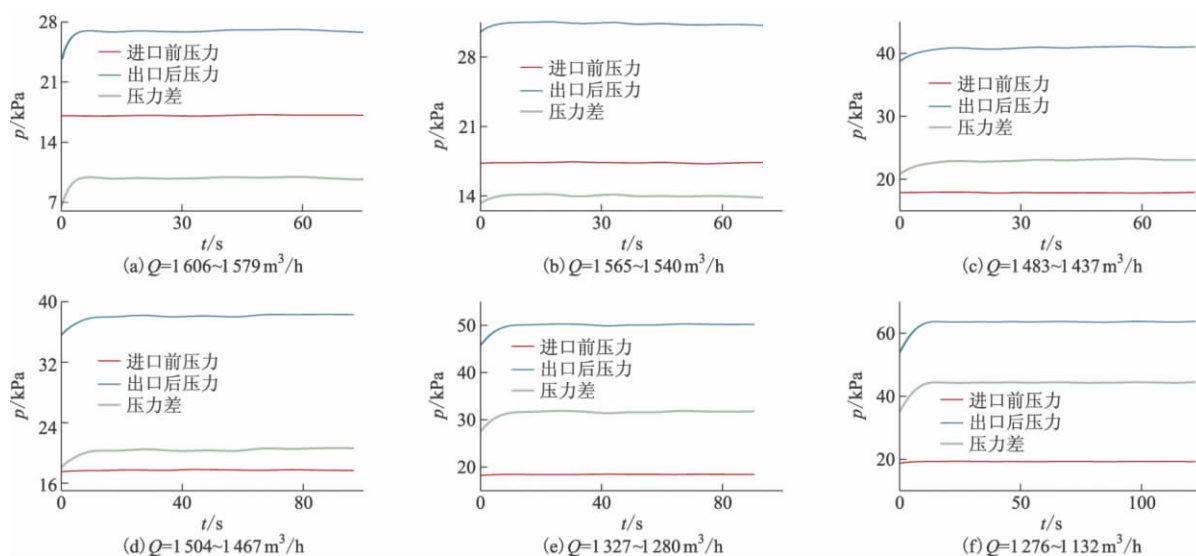 28
21
14
7
p/kPa
进口前压力
出口后压力
压力差
0
30
60
t/s
(a) Q=1 606~1 579 m³/h
28
21
14
p/kPa
进口前压力
出口后压力
压力差
0
30
60
t/s
(b) Q=1 565~1 540 m³/h
40
30
20
p/kPa
进口前压力
出口后压力
压力差
0
30
60
t/s
(c) Q=1 483~1 437 m³/h
40
32
24
16
p/kPa
进口前压力
出口后压力
压力差
0
40
80
t/s
(d) Q=1 504~1 467 m³/h
50
40
30
20
p/kPa
进口前压力
出口后压力
压力差
0
40
80
t/s
(e) Q=1 327~1 280 m³/h
60
40
20
p/kPa
进口前压力
出口后压力
压力差
0
50
100
t/s
(f) Q=1 276~1 132 m³/h